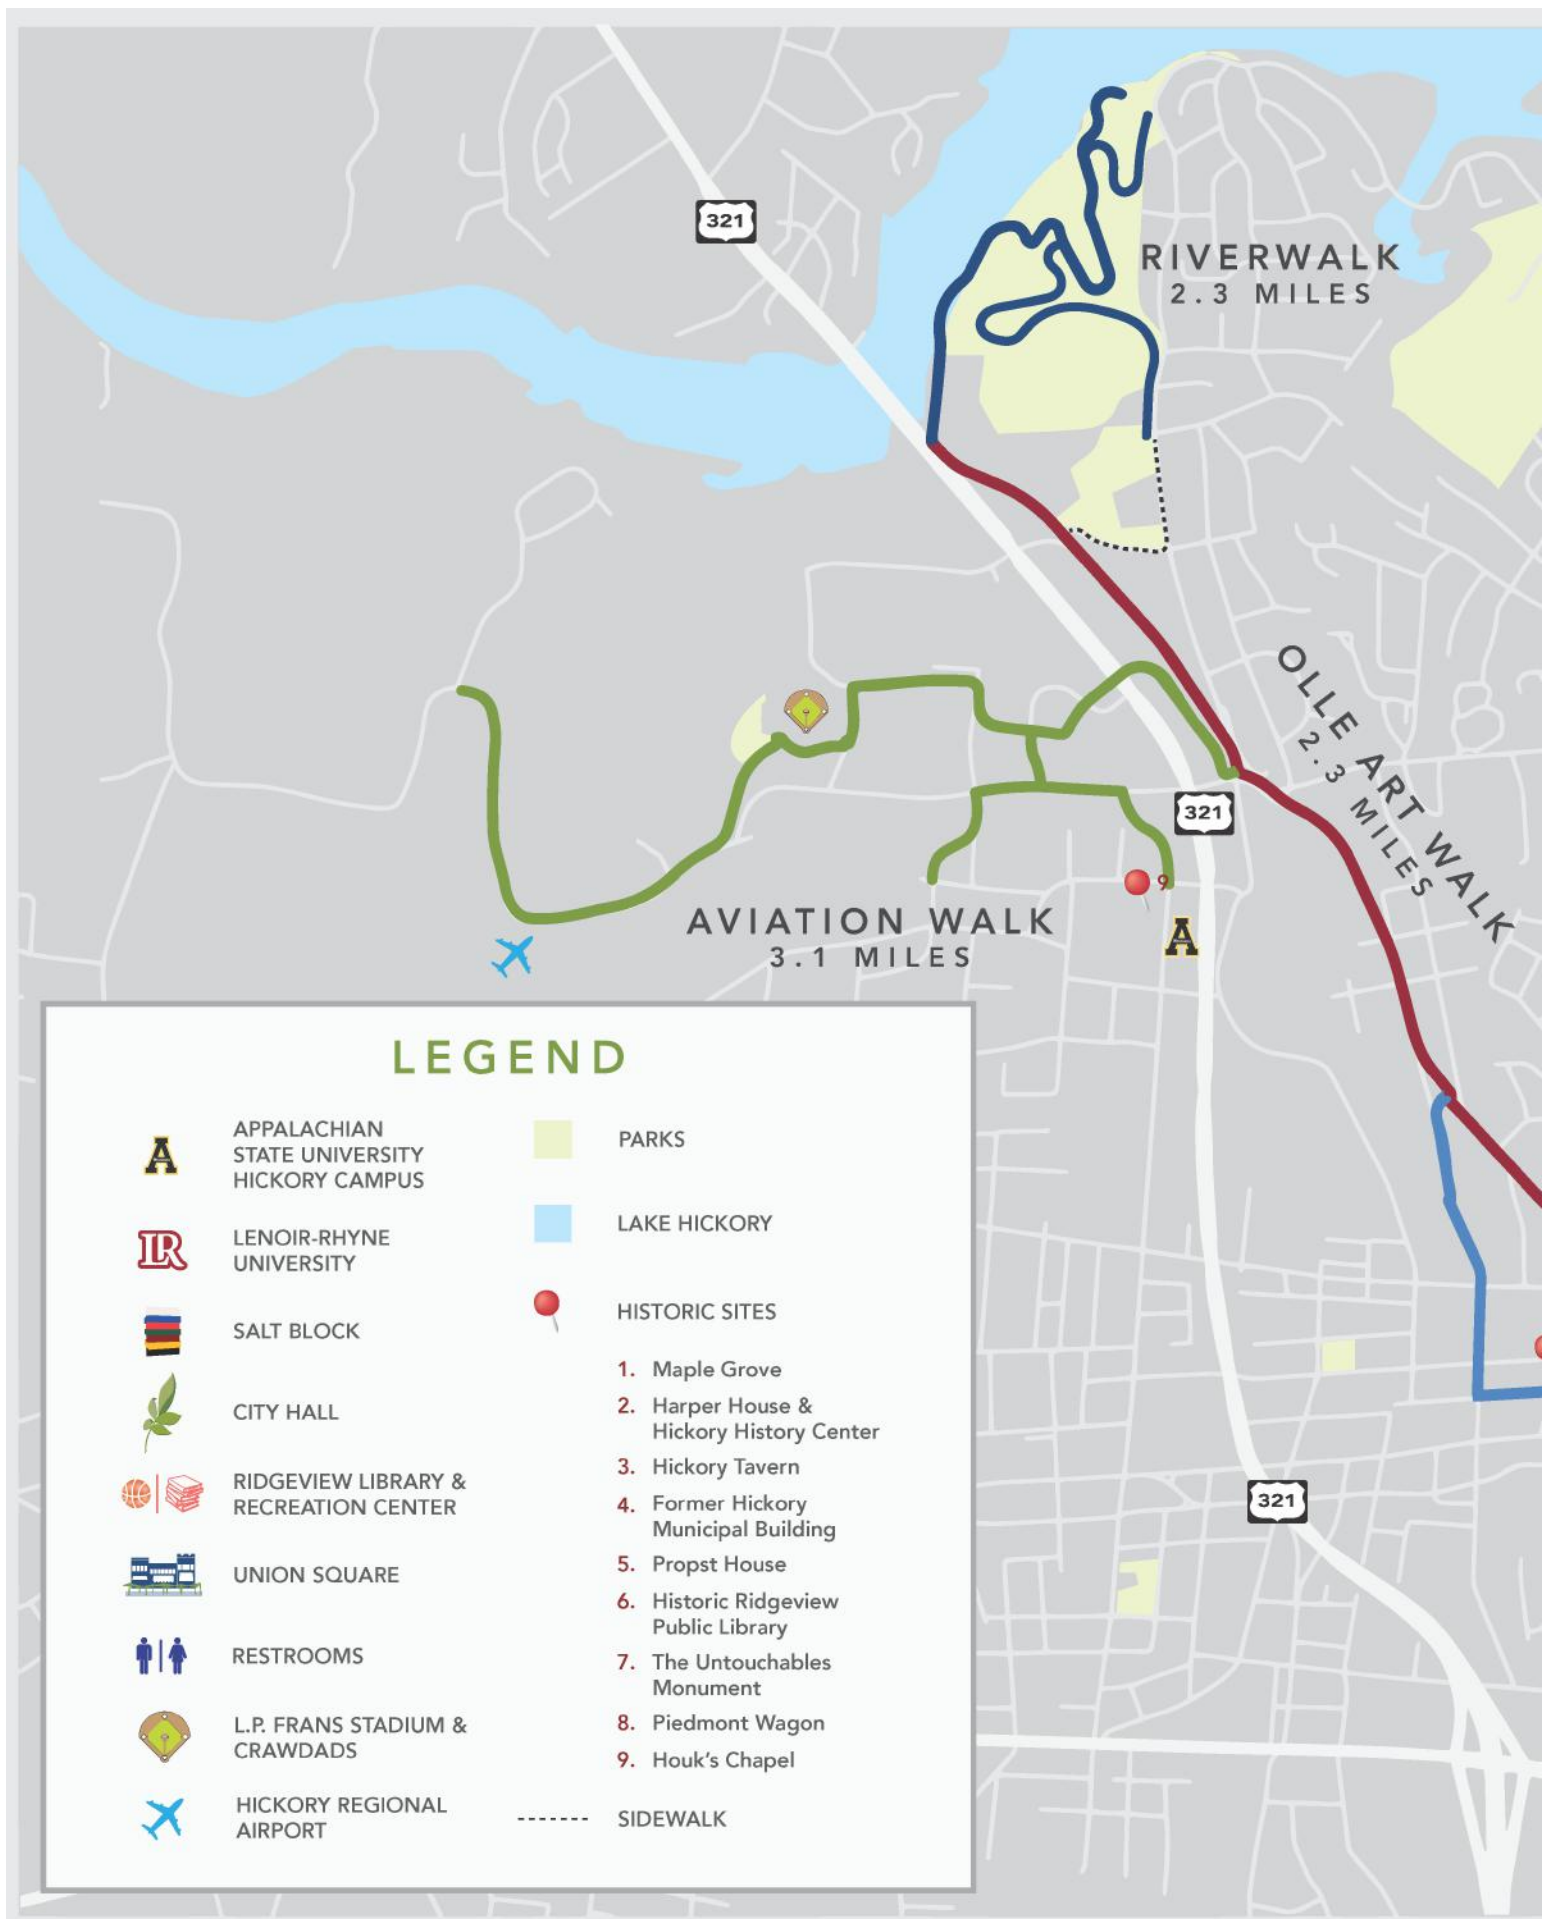 321
RIVERWALK
2.3 MILES
OLLE ART WALK
2.3 MILES
321
9
A
AVIATION WALK
3.1 MILES
LEGEND
A
APPALACHIAN
STATE UNIVERSITY
HICKORY CAMPUS
LR
LENOIR-RHYNE
UNIVERSITY
SALT BLOCK
CITY HALL
RIDGEVIEW LIBRARY &
RECREATION CENTER
UNION SQUARE
RESTROOMS
L.P. FRANS STADIUM &
CRAWDADS
HICKORY REGIONAL
AIRPORT
PARKS
LAKE HICKORY
HISTORIC SITES
1. Maple Grove
2. Harper House &
Hickory History Center
3. Hickory Tavern
4. Former Hickory
Municipal Building
5. Propst House
6. Historic Ridgeview
Public Library
7. The Untouchables
Monument
8. Piedmont Wagon
9. Houk's Chapel
SIDEWALK
321